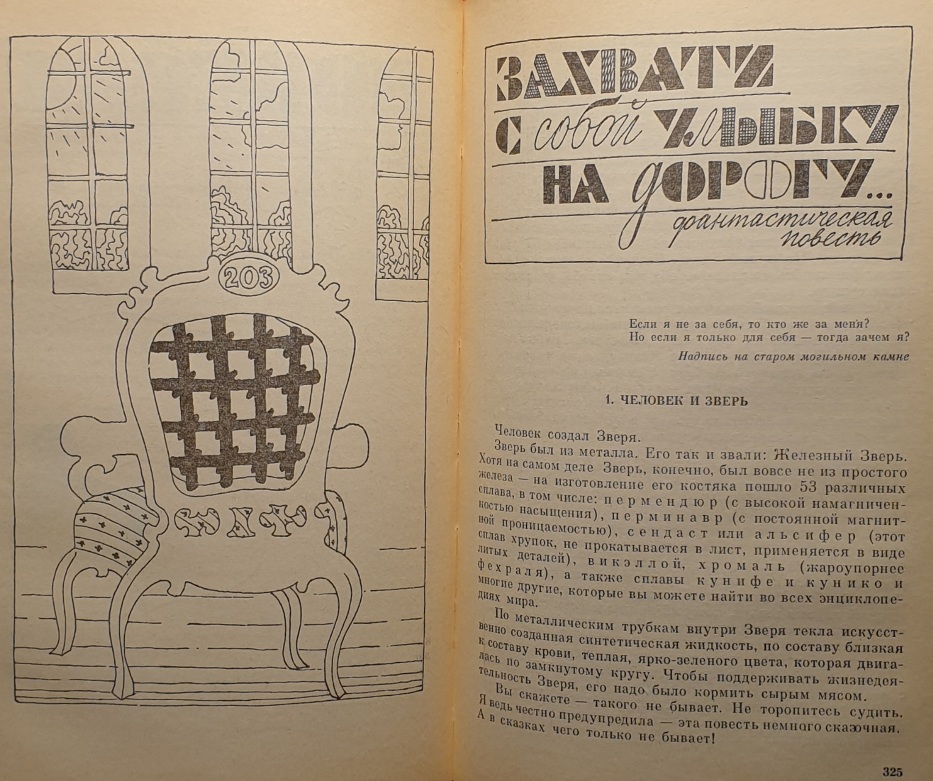 203
ЗАХВАТИ
С собой УЛЫБКУ
НА ДОРОГУ...
фантастическая
повесть
Если я не за себя, то кто же за меня?
Но если я только для себя — тогда зачем я?
Надпись на старом могильном камне
1. ЧЕЛОВЕК И ЗВЕРЬ
Человек создал Зверя.
Зверь был из металла. Его так и звали: Железный Зверь.
Хотя на самом деле Зверь, конечно, был вовсе не из простого
железа — на изготовление его костяка пошло 53 различных
сплава, в том числе: пермендюр (с высокой намагничен-
ностью насыщения), перминавр (с постоянной магнит-
ной проницаемостью), сендаст или альсифер (этот
сплав хрупок, не прокатывается в лист, применяется в виде
литых деталей), викэллой, хромаль (жароупорнее
фехраля), а также сплавы кунифе и кунико и
многие другие, которые вы можете найти во всех энциклопе-
диях мира.
По металлическим трубкам внутри Зверя текла искусст-
венно созданная синтетическая жидкость, по составу близкая
к составу крови, теплая, ярко-зеленого цвета, которая двига-
лась по замкнутому кругу. Чтобы поддерживать жизнедея-
тельность Зверя, его надо было кормить сырым мясом.
Вы скажете — такого не бывает. Не торопитесь судить.
Я ведь честно предупредила — эта повесть немного сказочная.
А в сказках чего только не бывает!
325